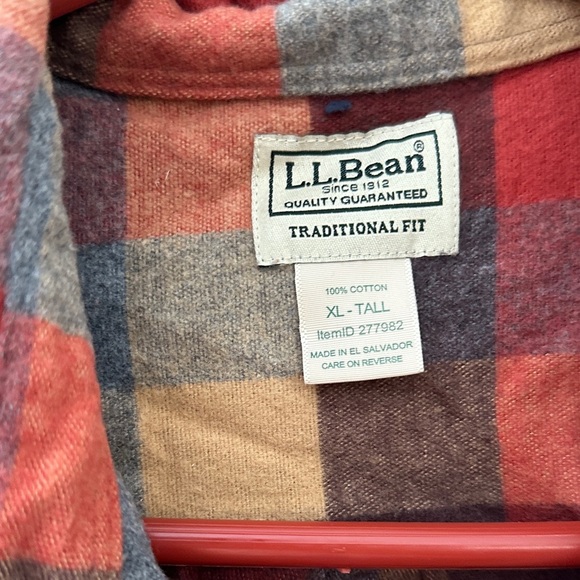 L.L.Bean®
Since 1912
QUALITY GUARANTEED
TRADITIONAL FIT
100% COTTON
XL - TALL
ItemID 277982
MADE IN EL SALVADOR
CARE ON REVERSE